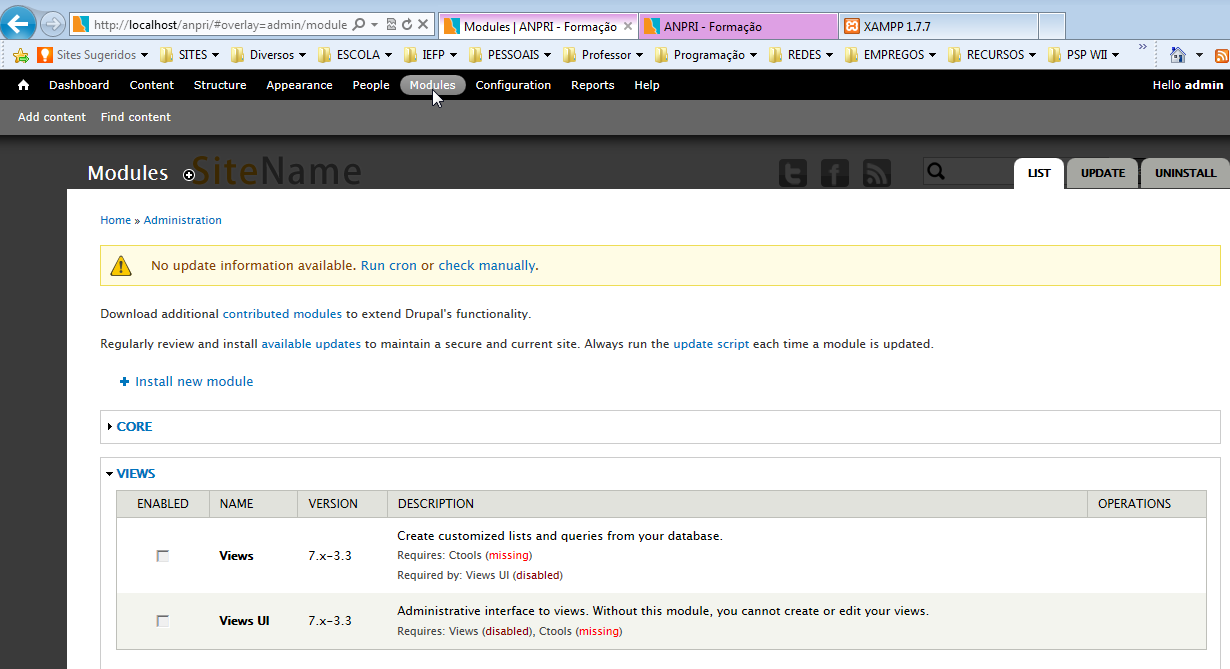 http://localhost/anpri/#overlay=admin/module
Modules | ANPRI - Formação
ANPRI - Formação
XAMPP 1.7.7
Sites Sugeridos
SITES
Diversos
ESCOLA
IEFP
PESSOAIS
Professor
Programação
REDES
EMPREGOS
RECURSOS
PSP WII
Dashboard
Content
Structure
Appearance
People
Modules
Configuration
Reports
Help
Hello admin
Add content
Find content
SiteName
Modules
LIST
UPDATE
UNINSTALL
Home » Administration
No update information available. Run cron or check manually.
Download additional contributed modules to extend Drupal's functionality.
Regularly review and install available updates to maintain a secure and current site. Always run the update script each time a module is updated.
+ Install new module
CORE
VIEWS
ENABLED NAME VERSION DESCRIPTION OPERATIONS
Create customized lists and queries from your database.
Views 7.x-3.3 Requires: Ctools (missing)
Required by: Views UI (disabled)
Administrative interface to views. Without this module, you cannot create or edit your views.
Views UI 7.x-3.3
Requires: Views (disabled), Ctools (missing)